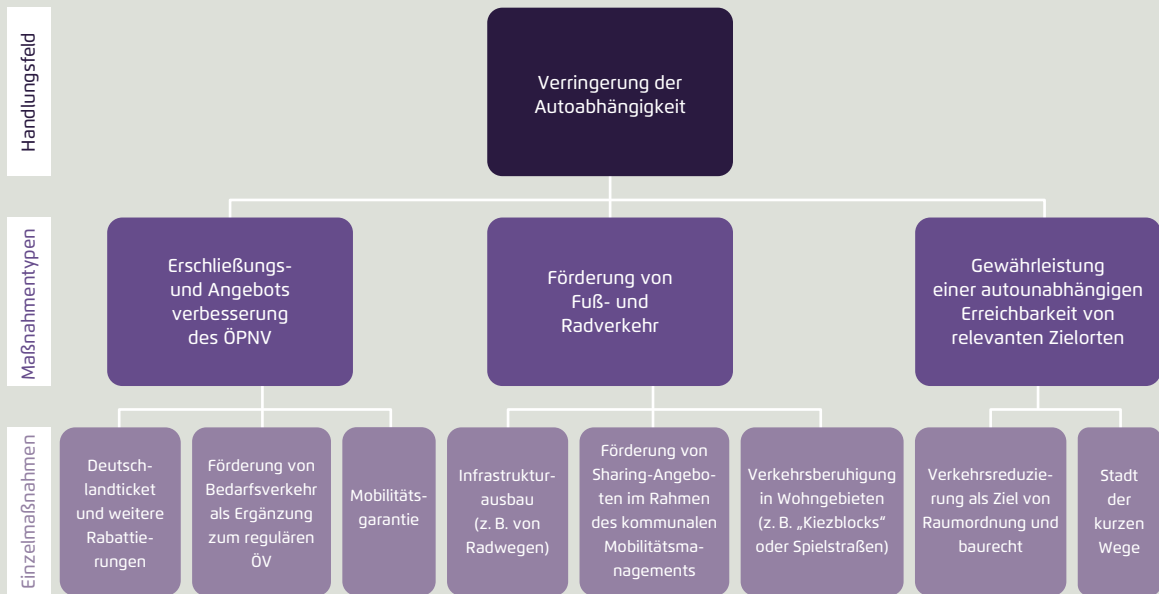 Handlungsfeld
Verringerung der
Autoabhängigkeit
Maßnahmentypen
Erschließungs-
und Angebots
verbesserung
des ÖPNV
Förderung von
Fuß- und
Radverkehr
Gewährleistung
einer autounabhängigen
Erreichbarkeit von
relevanten Zielorten
Einzelmaßnahmen
Deutsch-
landticket
und weitere
Rabattie-
rungen
Förderung von
Bedarfsverkehr
als Ergänzung
zum regulären
ÖV
Mobilitäts-
garantie
Infrastruktur-
ausbau
(z. B. von
Radwegen)
Förderung von
Sharing-Angebo-
ten im Rahmen
des kommunalen
Mobilitätsma-
nagements
Verkehrsberuhigung
in Wohngebieten
(z. B. „Kiezblocks“
oder Spielstraßen)
Verkehrsreduzie-
rung als Ziel von
Raumordnung und
baurecht
Stadt
der
kurzen
Wege